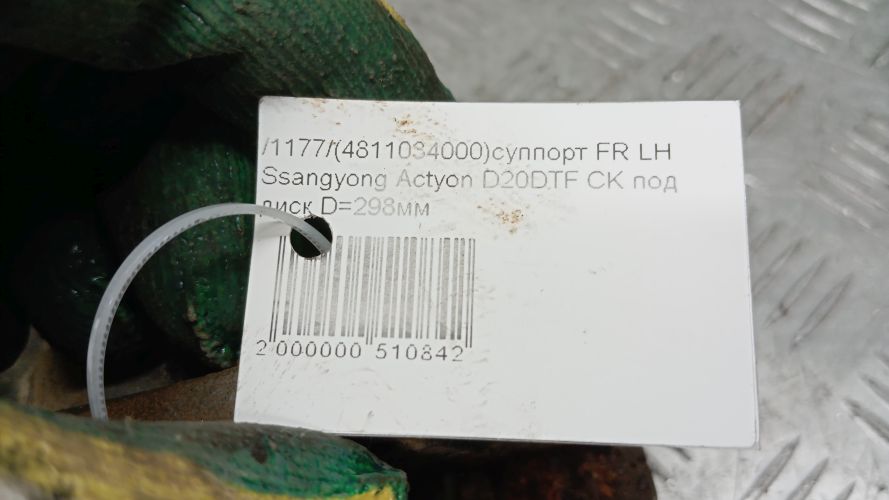 /1177/(4811034000)суппорт FR LH
Ssangyong Actyon D20DTF CK под
диск D=298мм
2 000000 510842